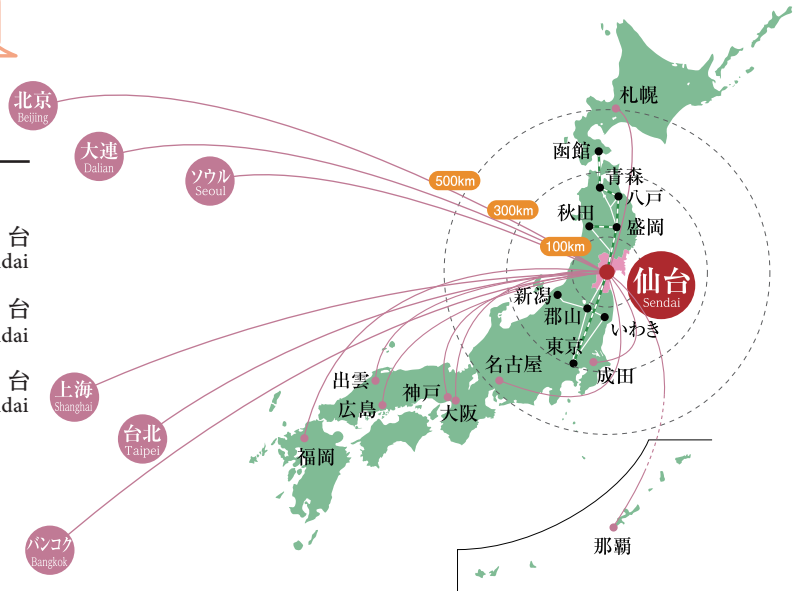 北京
Beijing
大連
Dalian
ソウル
Seoul
500km
300km
100km
札幌
函館
青森
八戸
秋田
盛岡
仙台
Sendai
新潟
郡山
いわき
東京
成田
名古屋
出雲
神戸
広島
大阪
福岡
上海
Shanghai
台北
Taipei
バンコク
Bangkok
那覇
台
dai
台
dai
台
dai